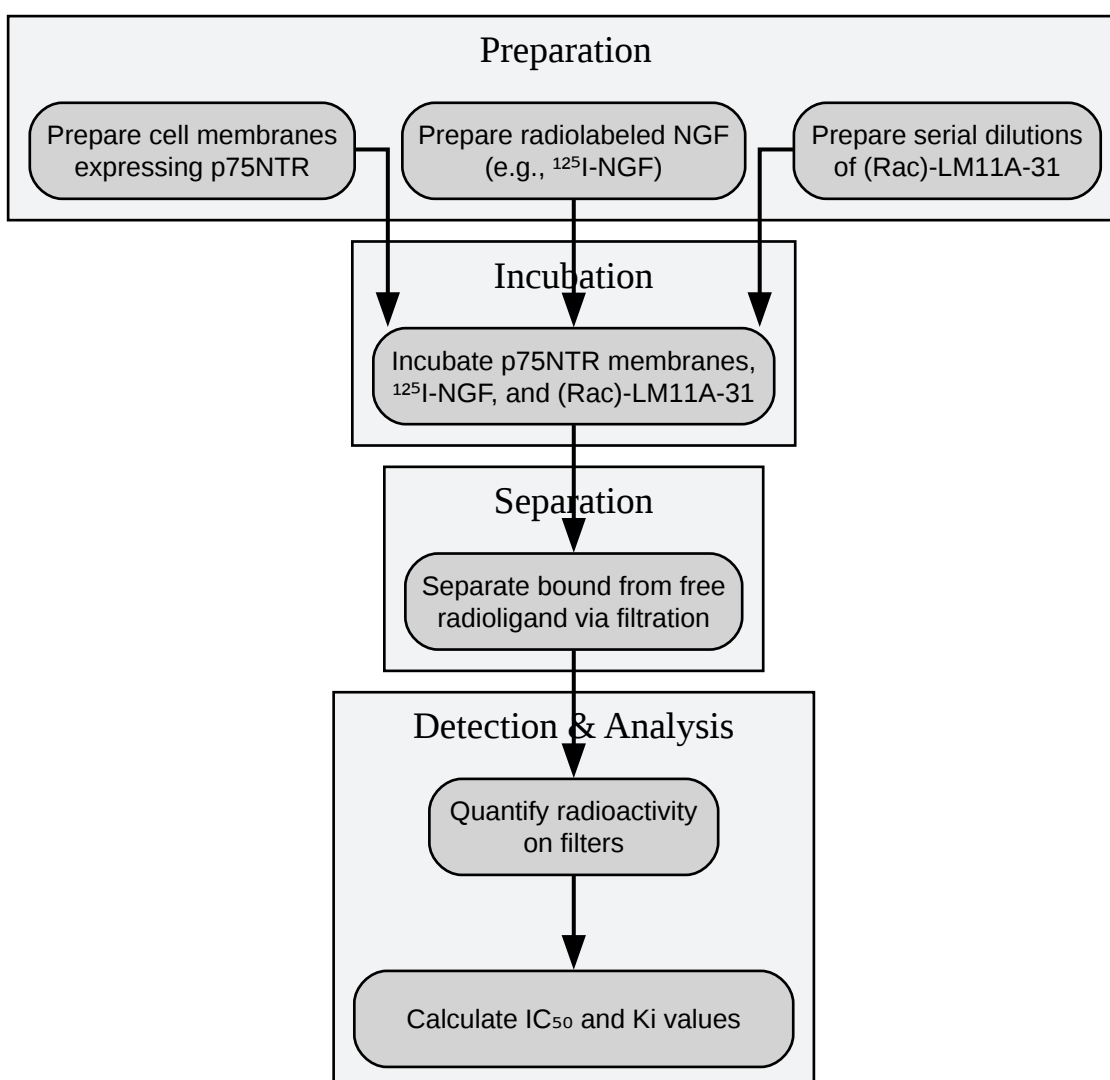 Preparation
Prepare cell membranes
expressing p75NTR
Prepare radiolabeled NGF
(e.g., ¹²⁵I-NGF)
Prepare serial dilutions
of (Rac)-LM11A-31
Incubation
Incubate p75NTR membranes,
¹²⁵I-NGF, and (Rac)-LM11A-31
Separation
Separate bound from free
radioligand via filtration
Detection & Analysis
Quantify radioactivity
on filters
Calculate IC₅₀ and Ki values